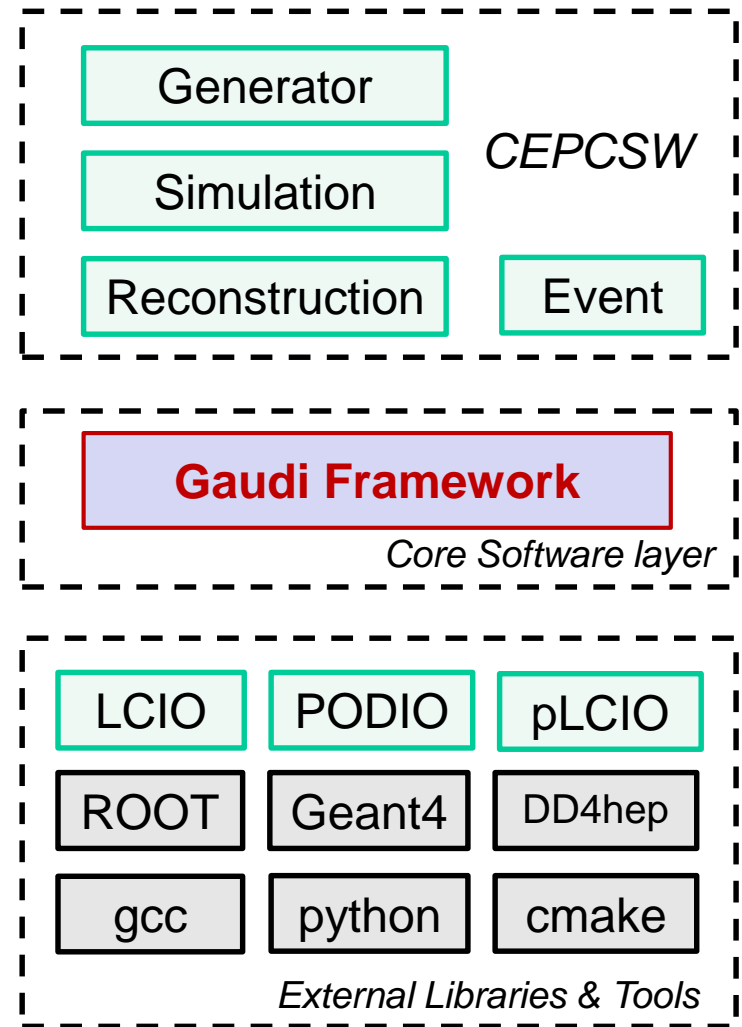 Generator
CEPCSW
Simulation
Reconstruction
Event
Gaudi Framework
Core Software layer
LCIO
PODIO
pLCIO
ROOT
Geant4
DD4hep
gcc
python
cmake
External Libraries & Tools